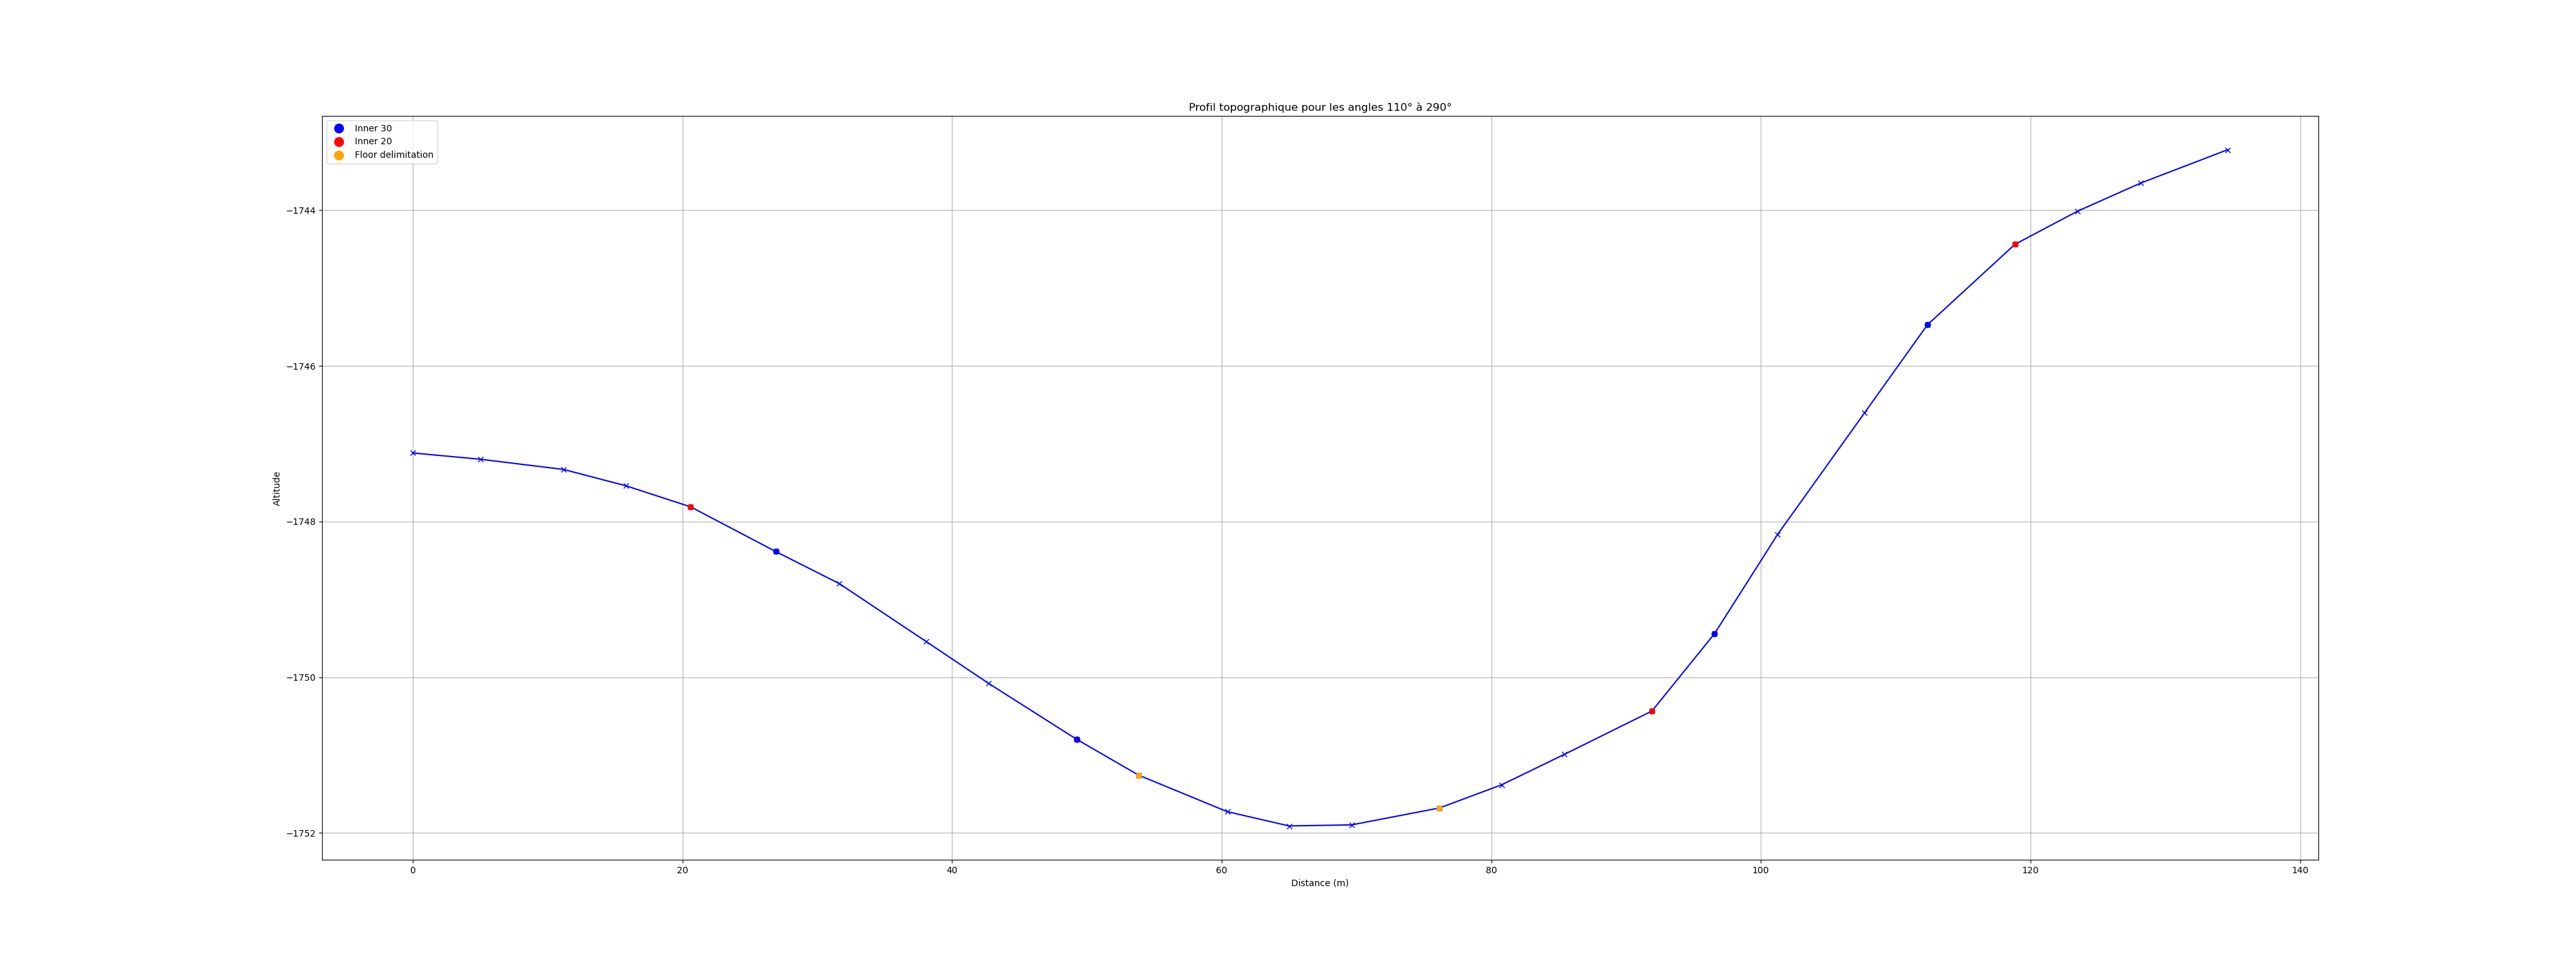 Profil topographique pour les angles 110° à 290°
Inner 30
Inner 20
Floor delimitation
Altitude
−1744
−1746
−1748
−1750
−1752
0 20 40 60 80 100 120 140
Distance (m)